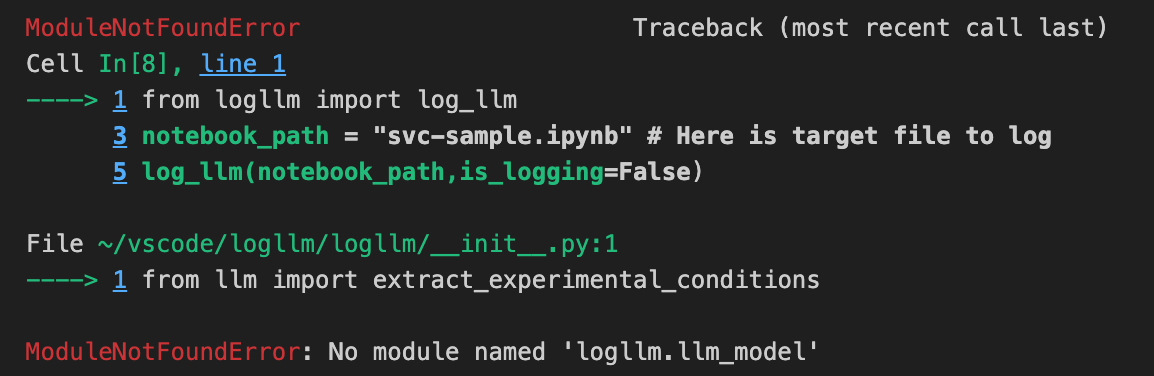 ModuleNotFoundError Traceback (most recent call last)
Cell In[8], line 1
----> 1 from logllm import log_llm
3 notebook_path = "svc-sample.ipynb" # Here is target file to log
5 log_llm(notebook_path,is_logging=False)
File ~/vscode/logllm/logllm/__init__.py:1
----> 1 from llm import extract_experimental_conditions
ModuleNotFoundError: No module named 'logllm.llm_model'